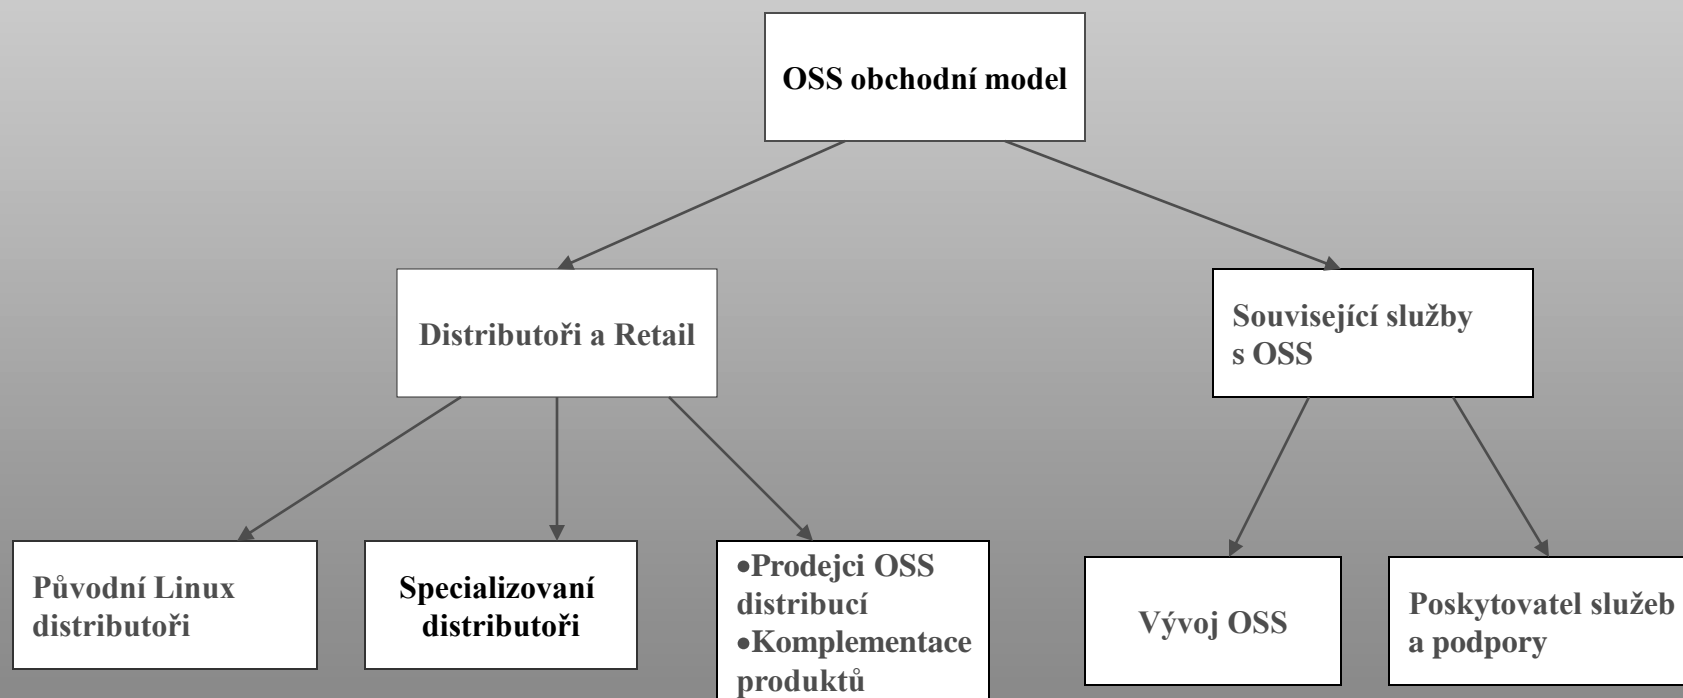 OSS obchodní model
Distributoři a Retail
Související služby
s OSS
Původní Linux
distributoři
Specializovaní
distributoři
•Prodejci OSS
distribucí
•Komplementace
produktů
Vývoj OSS
Poskytovatel služeb
a podpory